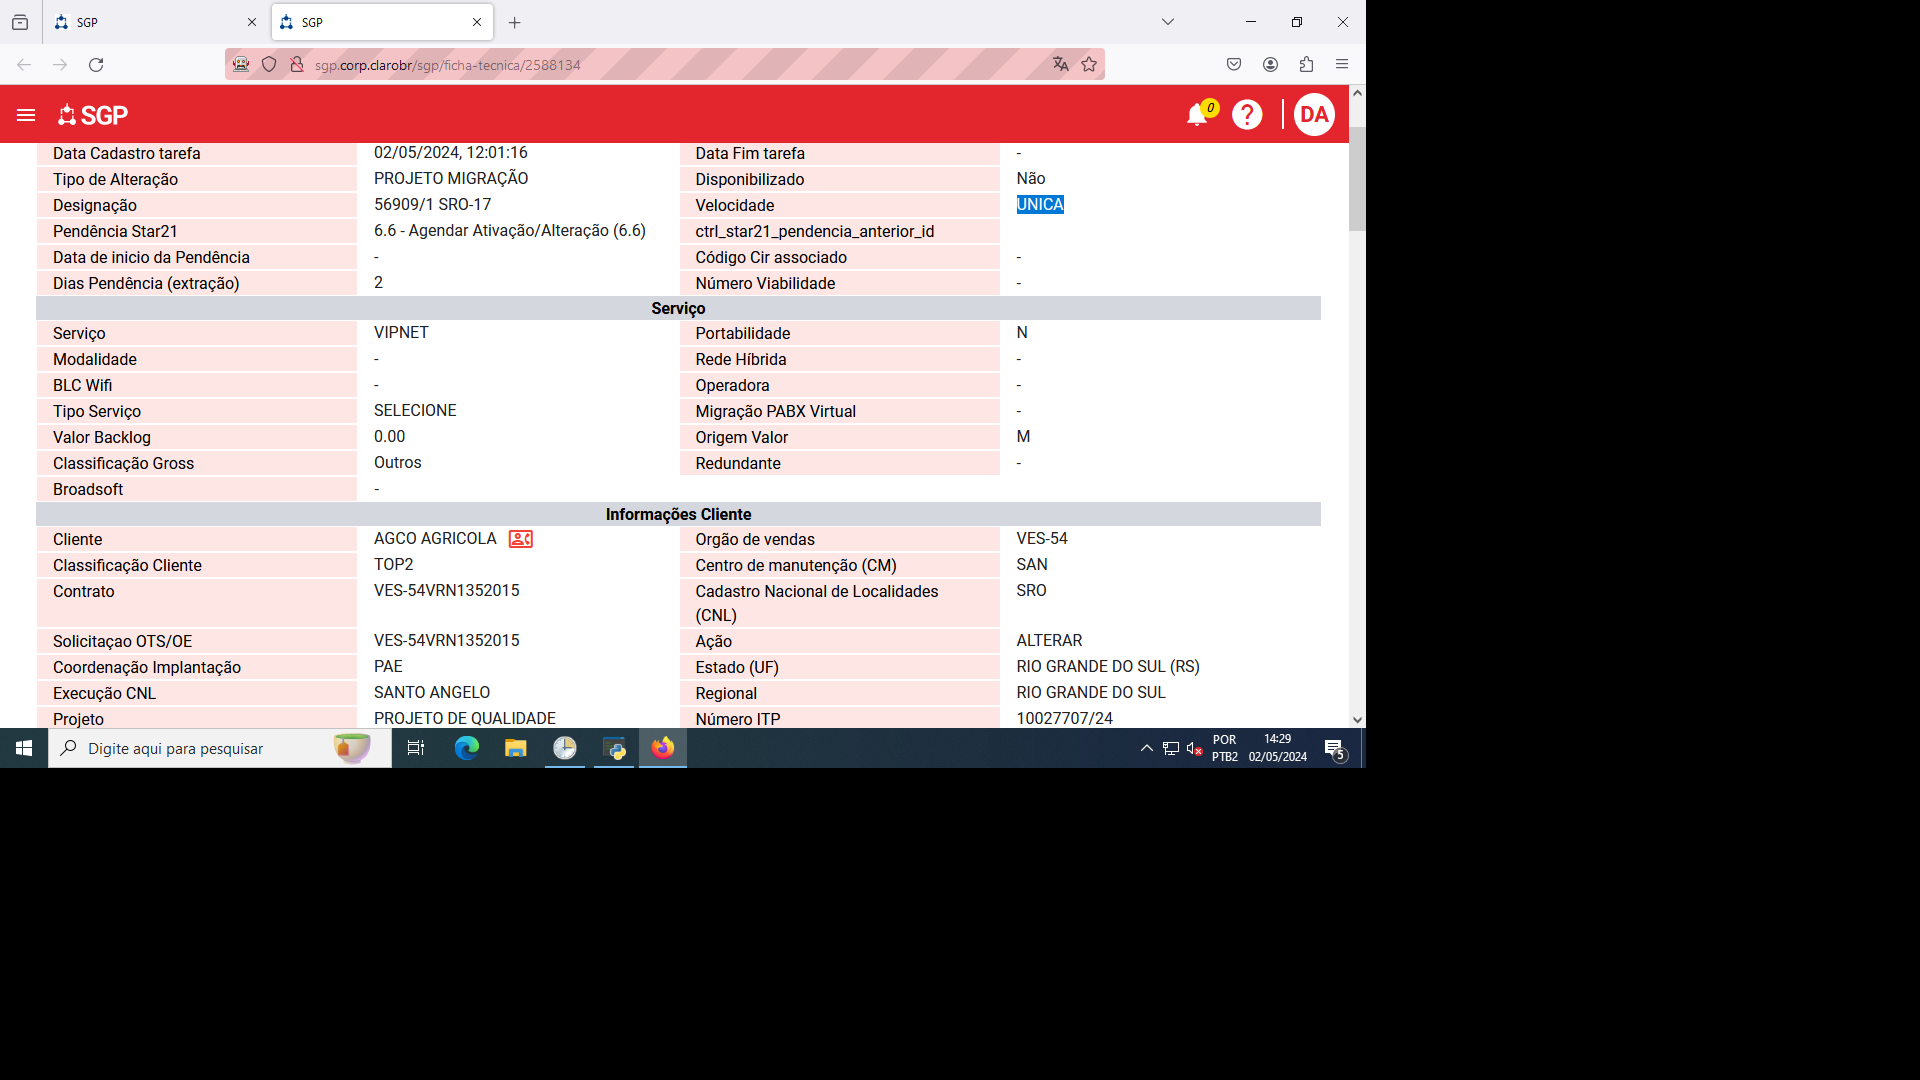 SGP
SGP
sgp.corp.clarobr/sgp/ficha-tecnica/2588134
SGP
0
?
DA
Data Cadastro tarefa 02/05/2024, 12:01:16 Data Fim tarefa -
Tipo de Alteração PROJETO MIGRAÇÃO Disponibilizado Não
Designação 56909/1 SRO-17 Velocidade UNICA
Pendência Star21 6.6 - Agendar Ativação/Alteração (6.6) ctrl_star21_pendencia_anterior_id
Data de inicio da Pendência - Código Cir associado -
Dias Pendência (extração) 2 Número Viabilidade -
Serviço
Serviço VIPNET Portabilidade N
Modalidade - Rede Híbrida -
BLC Wifi - Operadora -
Tipo Serviço SELECIONE Migração PABX Virtual -
Valor Backlog 0.00 Origem Valor M
Classificação Gross Outros Redundante -
Broadsoft -
Informações Cliente
Cliente AGCO AGRICOLA Orgão de vendas VES-54
Classificação Cliente TOP2 Centro de manutenção (CM) SAN
Contrato VES-54VRN1352015 Cadastro Nacional de Localidades SRO
(CNL)
Solicitaçao OTS/OE VES-54VRN1352015 Ação ALTERAR
Coordenação Implantação PAE Estado (UF) RIO GRANDE DO SUL (RS)
Execução CNL SANTO ANGELO Regional RIO GRANDE DO SUL
Projeto PROJETO DE QUALIDADE Número ITP 10027707/24
Digite aqui para pesquisar
POR 14:29
PTB2 02/05/2024
5